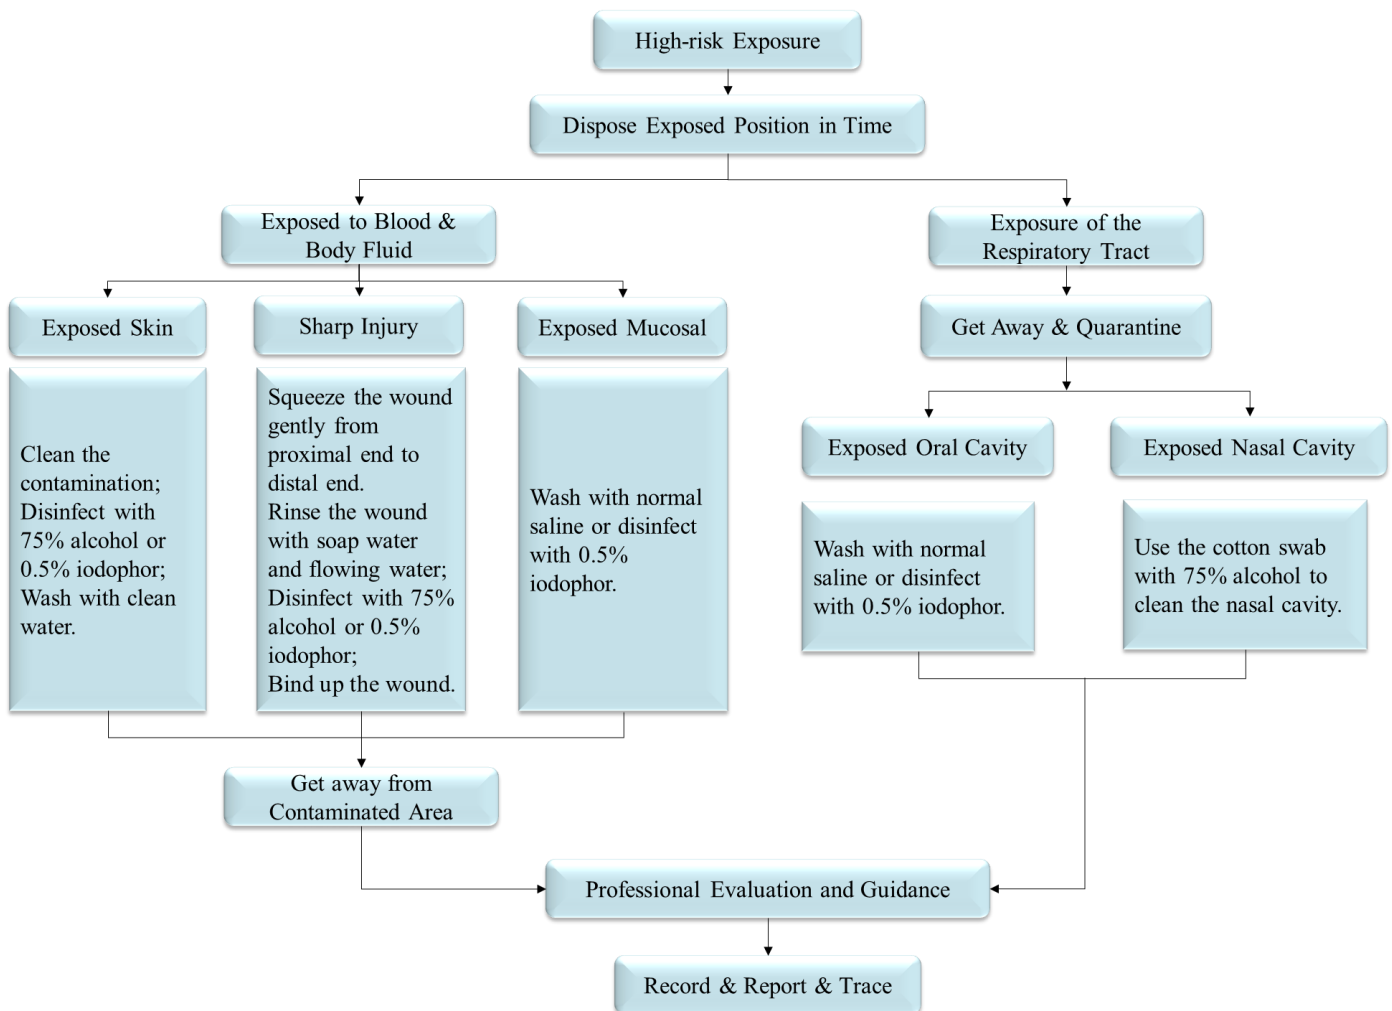 High-risk Exposure
Dispose Exposed Position in Time
Exposed to Blood &
Body Fluid
Exposure of the
Respiratory Tract
Exposed Skin
Sharp Injury
Exposed Mucosal
Get Away & Quarantine
Clean the
contamination;
Disinfect with
75% alcohol or
0.5% iodophor;
Wash with clean
water.
Squeeze the wound
gently from
proximal end to
distal end.
Rinse the wound
with soap water
and flowing water;
Disinfect with 75%
alcohol or 0.5%
iodophor;
Bind up the wound.
Wash with normal
saline or disinfect
with 0.5%
iodophor.
Exposed Oral Cavity
Exposed Nasal Cavity
Wash with normal
saline or disinfect
with 0.5% iodophor.
Use the cotton swab
with 75% alcohol to
clean the nasal cavity.
Get away from
Contaminated Area
Professional Evaluation and Guidance
Record & Report & Trace